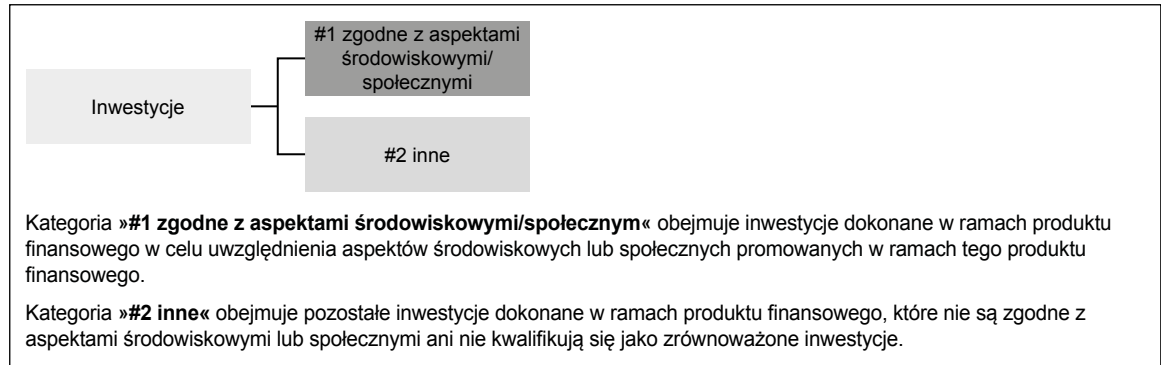 #1 zgodne z aspektami
środowiskowymi/
społecznymi
Inwestycje
#2 inne
Kategoria »#1 zgodne z aspektami środowiskowymi/społecznym« obejmuje inwestycje dokonane w ramach produktu
finansowego w celu uwzględnienia aspektów środowiskowych lub społecznych promowanych w ramach tego produktu
finansowego.
Kategoria »#2 inne« obejmuje pozostałe inwestycje dokonane w ramach produktu finansowego, które nie są zgodne z
aspektami środowiskowymi lub społecznymi ani nie kwalifikują się jako zrównoważone inwestycje.